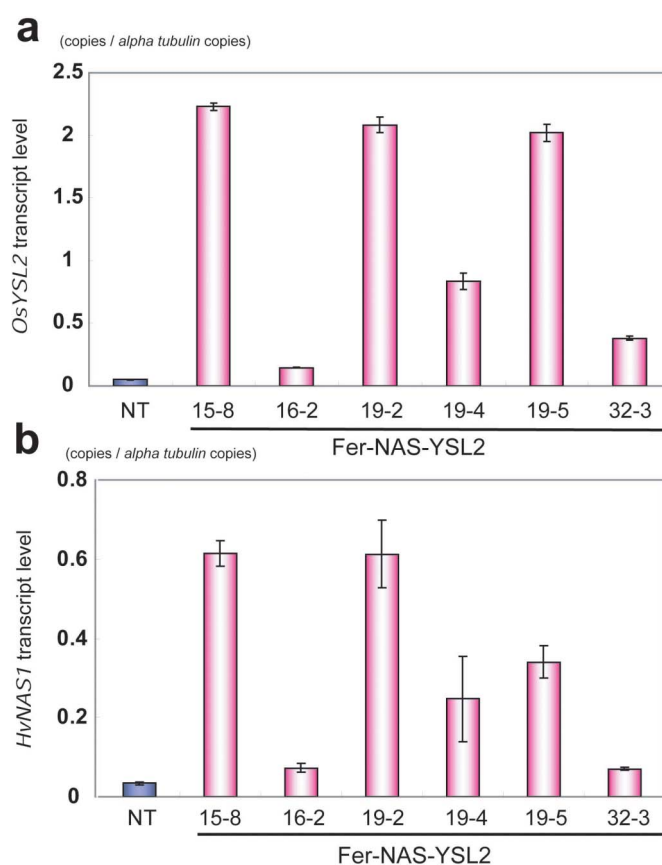 a
(copies / alpha tubulin copies)
OsYSL2 transcript level
2.5
2
1.5
1
0.5
0
NT 15-8 16-2 19-2 19-4 19-5 32-3
Fer-NAS-YSL2
b
(copies / alpha tubulin copies)
HvNAS1 transcript level
0.8
0.6
0.4
0.2
0
NT 15-8 16-2 19-2 19-4 19-5 32-3
Fer-NAS-YSL2